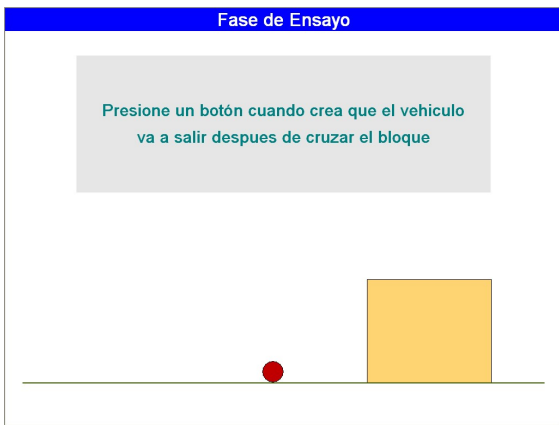 Fase de Ensayo
Presione un botón cuando crea que el vehiculo
va a salir despues de cruzar el bloque